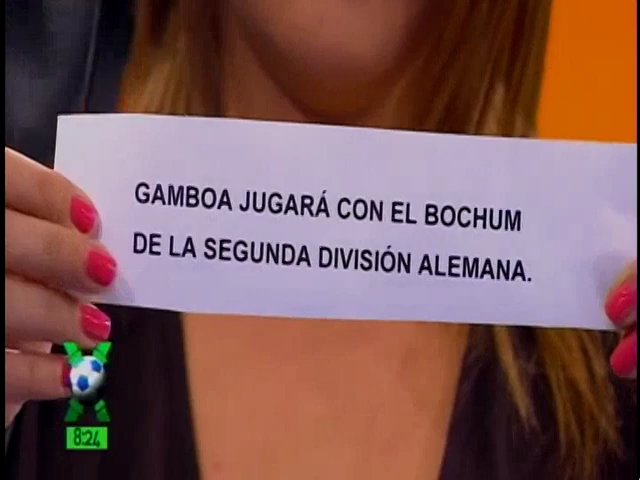 GAMBOA JUGARÁ CON EL BOCHUM
DE LA SEGUNDA DIVISIÓN ALEMANA.
8:24